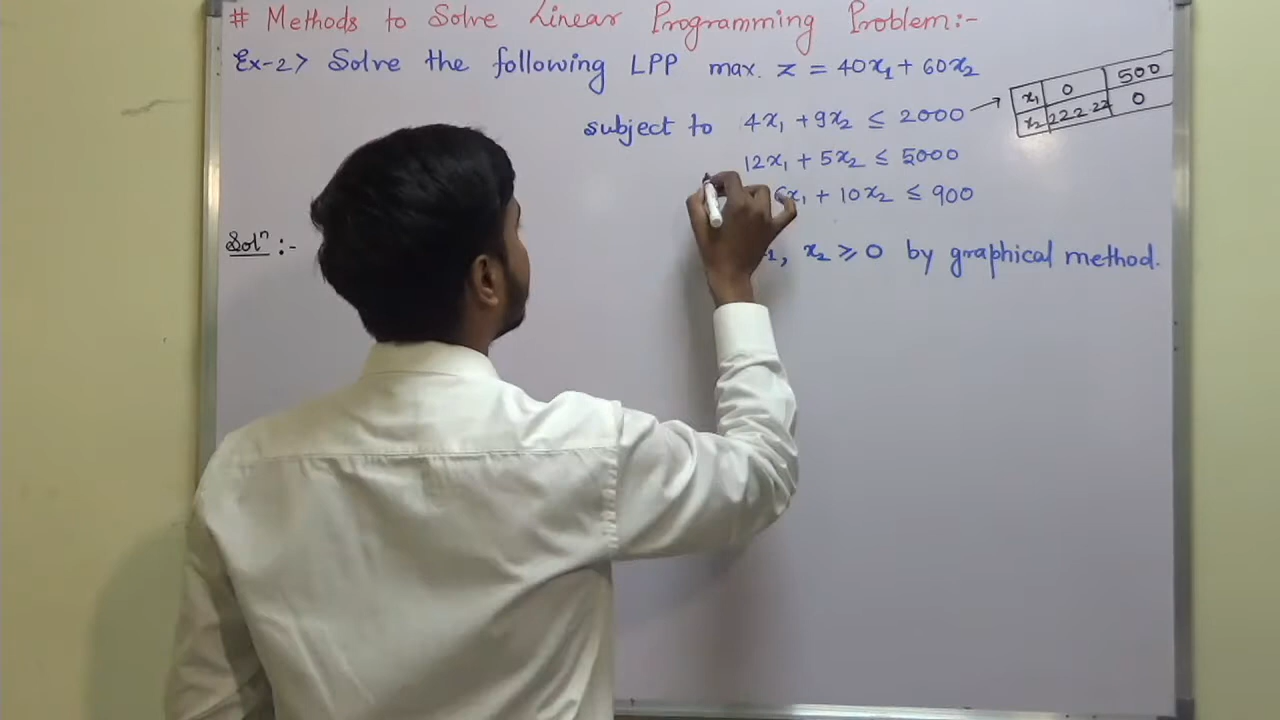 # Methods to Solve Linear Programming Problem:-
Ex-2> Solve the following LPP max. z = 40x₁ + 60x₂
subject to 4x₁ + 9x₂ ≤ 2000 → x₁ 0 500
x₂ 222.22 0
12x₁ + 5x₂ ≤ 5000
6x₁ + 10x₂ ≤ 900
Solⁿ :-
₁, x₂ ≥ 0 by graphical method.